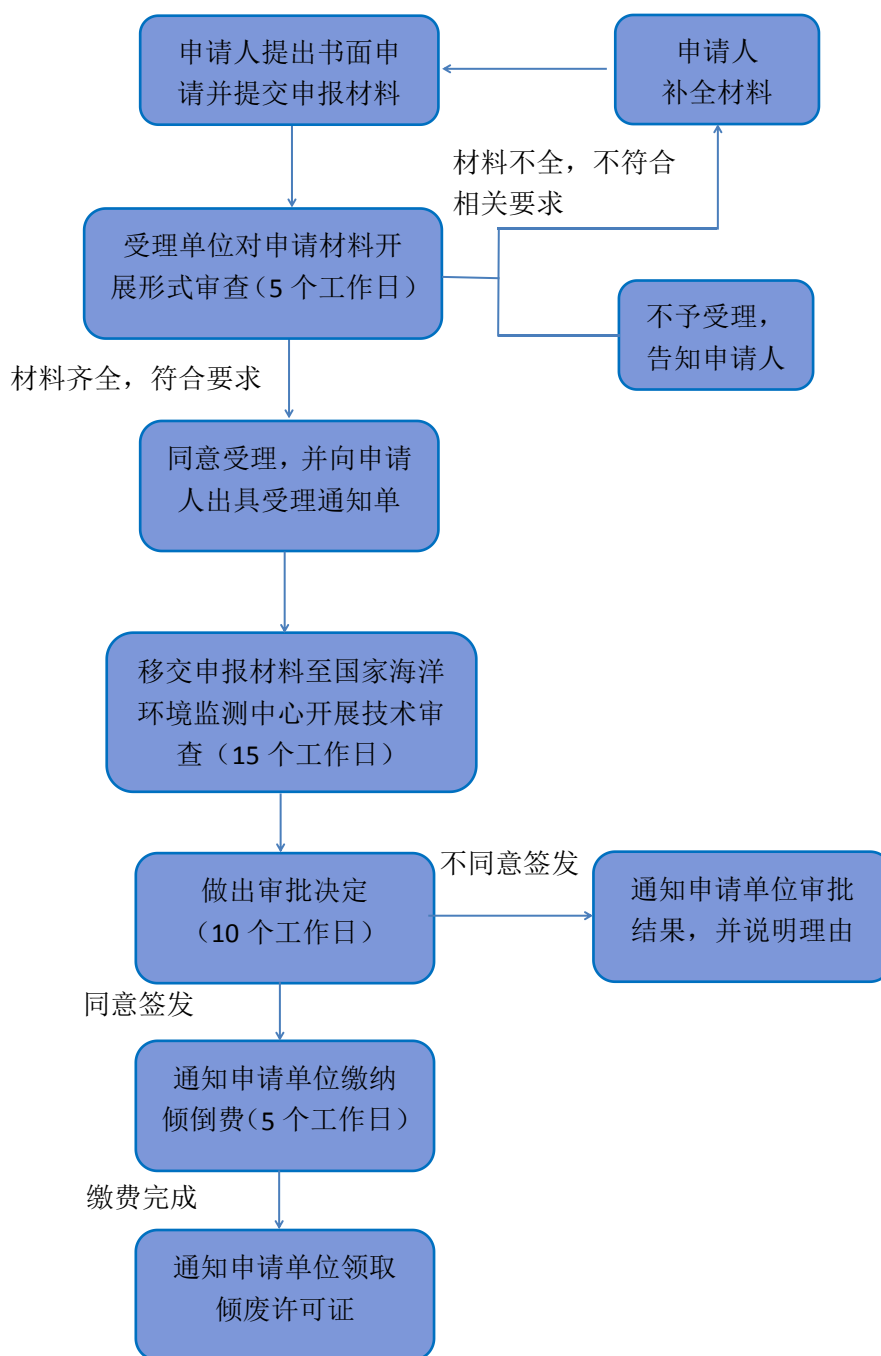 申请人提出书面申
请并提交申报材料
申请人
补全材料
材料不全，不符合
相关要求
受理单位对申请材料开
展形式审查（5 个工作日）
不予受理，
告知申请人
材料齐全，符合要求
同意受理，并向申请
人出具受理通知单
移交申报材料至国家海洋
环境监测中心开展技术审
查（15 个工作日）
做出审批决定
（10 个工作日）
不同意签发
通知申请单位审批
结果，并说明理由
同意签发
通知申请单位缴纳
倾倒费（5 个工作日）
缴费完成
通知申请单位领取
倾废许可证